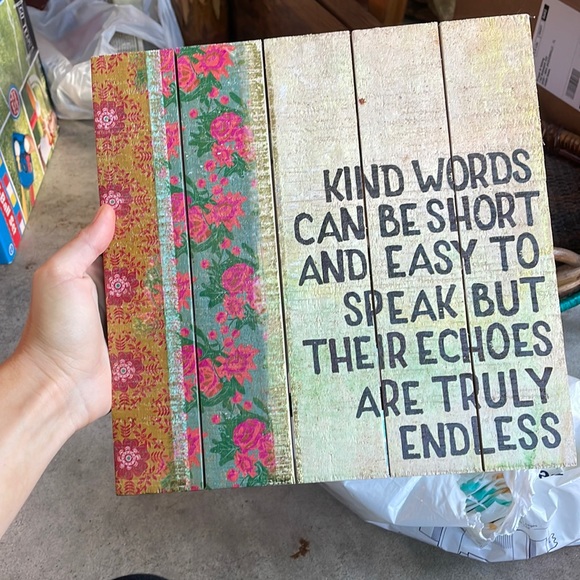 KIND WORDS
CAN BE SHORT
AND EASY TO
SPEAK BUT
THEIR ECHOES
ARE TRULY
ENDLESS